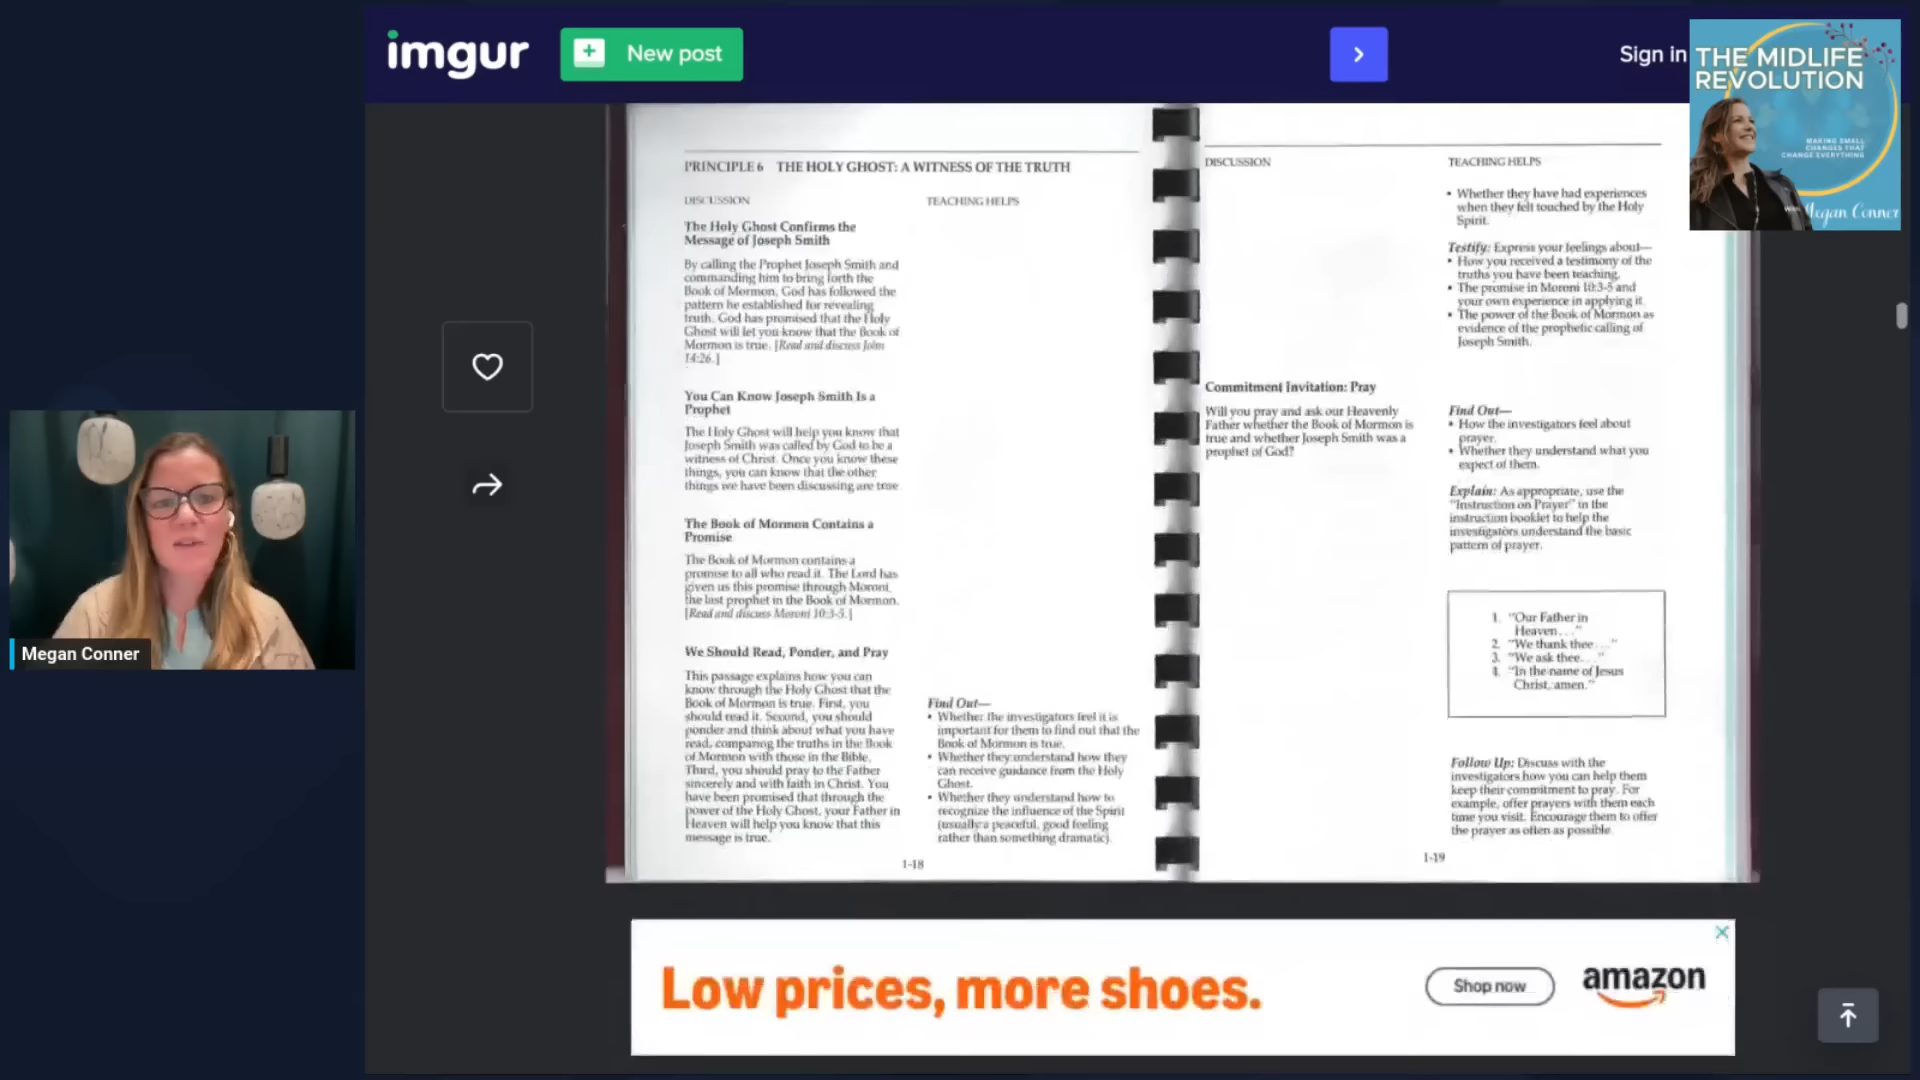 imgur
New post
Sign in
THE MIDLIFE
REVOLUTION
MAKING SMALL
CHANGES THAT
CHANGE EVERYTHING
Megan Conner
PRINCIPLE 6 THE HOLY GHOST: A WITNESS OF THE TRUTH
DISCUSSION
TEACHING HELPS
The Holy Ghost Confirms the
Message of Joseph Smith
By calling the Prophet Joseph Smith and
commanding him to bring forth the
Book of Mormon, God has followed the
pattern he established for revealing
truth. God has promised that the Holy
Ghost will let you know that the Book of
Mormon is true. [Read and discuss John
14:26.]
You Can Know Joseph Smith Is a
Prophet
The Holy Ghost will help you know that
Joseph Smith was called by God to be a
witness of Christ. Once you know these
things, you can know that the other
things we have been discussing are true
The Book of Mormon Contains a
Promise
The Book of Mormon contains a
promise to all who read it. The Lord has
given us this promise through Moroni,
the last prophet in the Book of Mormon.
[Read and discuss Moroni 10:3-5.]
We Should Read, Ponder, and Pray
This passage explains how you can
know through the Holy Ghost that the
Book of Mormon is true. First, you
should read it. Second, you should
ponder and think about what you have
read, comparing the truths in the Book
of Mormon with those in the Bible.
Third, you should pray to the Father
sincerely and with faith in Christ. You
have been promised that through the
power of the Holy Ghost, your Father in
Heaven will help you know that this
message is true.
Find Out—
• Whether the investigators feel it is
important for them to find out that the
Book of Mormon is true.
• Whether they understand how they
can receive guidance from the Holy
Ghost.
• Whether they understand how to
recognize the influence of the Spirit
(usually a peaceful, good feeling
rather than something dramatic).
1-18
DISCUSSION
TEACHING HELPS
• Whether they have had experiences
when they felt touched by the Holy
Spirit.
Testify: Express your feelings about—
• How you received a testimony of the
truths you have been teaching.
• The promise in Moroni 10:3-5 and
your own experience in applying it.
• The power of the Book of Mormon as
evidence of the prophetic calling of
Joseph Smith.
Commitment Invitation: Pray
Will you pray and ask our Heavenly
Father whether the Book of Mormon is
true and whether Joseph Smith was a
prophet of God?
Find Out—
• How the investigators feel about
prayer.
• Whether they understand what you
expect of them.
Explain: As appropriate, use the
"Instruction on Prayer" in the
instruction booklet to help the
investigators understand the basic
pattern of prayer.
1. "Our Father in
Heaven . . ."
2. "We thank thee . . ."
3. "We ask thee . . ."
4. "In the name of Jesus
Christ, amen."
Follow Up: Discuss with the
investigators how you can help them
keep their commitment to pray. For
example, offer prayers with them each
time you visit. Encourage them to offer
the prayer as often as possible.
1-19
Megan Conner
Low prices, more shoes.
Shop now
amazon